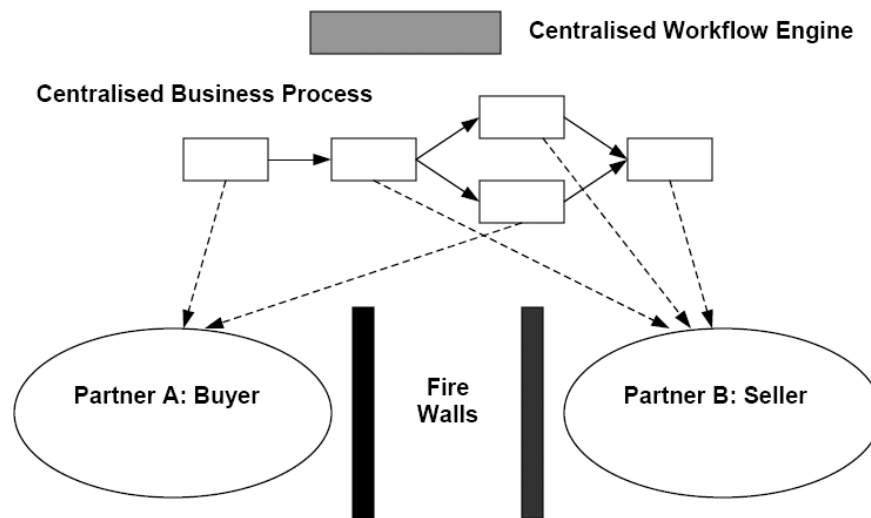 Centralised Workflow Engine
Centralised Business Process
Partner A: Buyer
Fire
Walls
Partner B: Seller